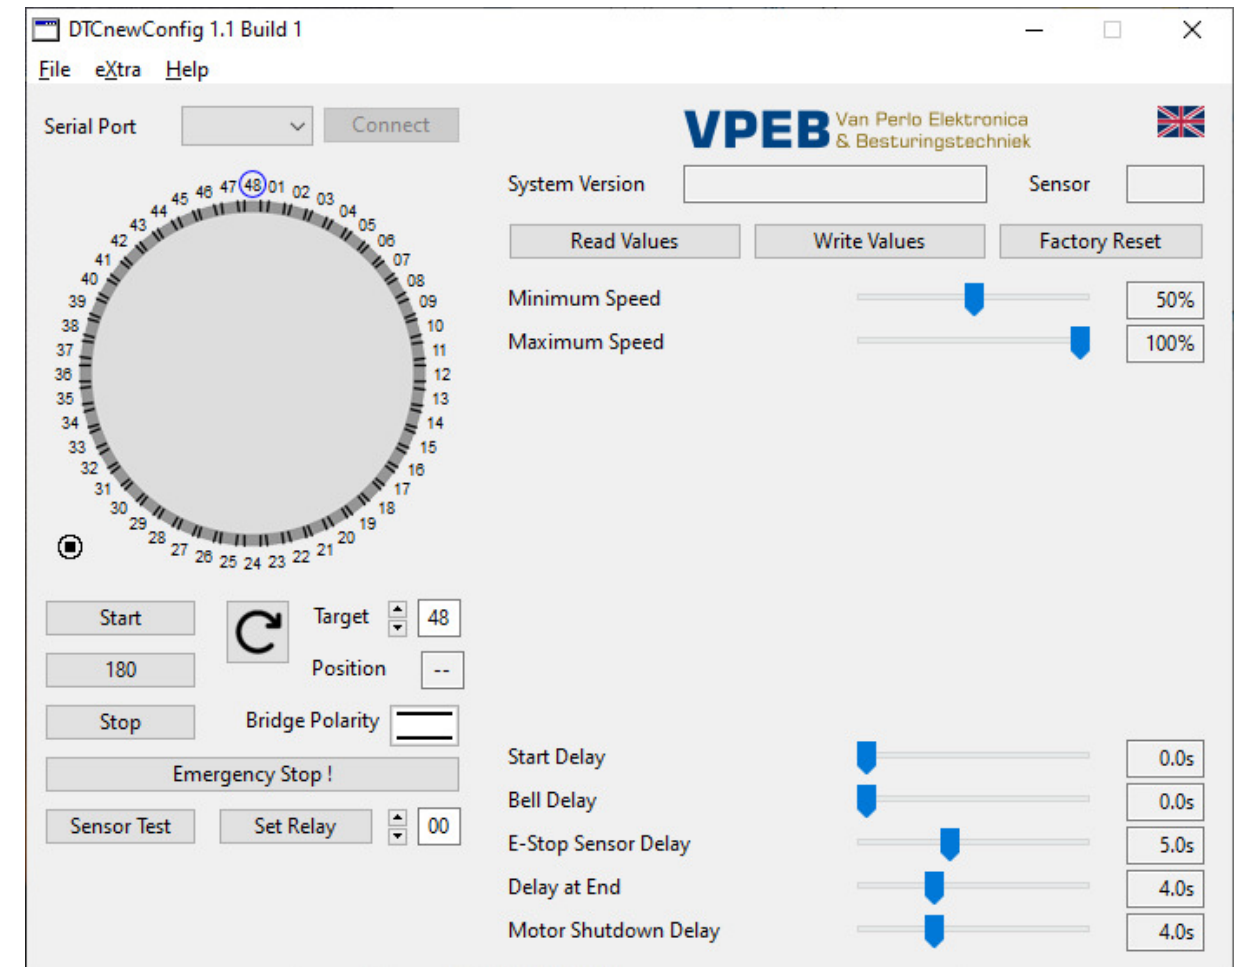 DTCnewConfig 1.1 Build 1
File eXtra Help
Serial Port Connect
VPEB Van Perlo Elektronica
& Besturingstechniek
System Version Sensor
Read Values Write Values Factory Reset
Minimum Speed 50%
Maximum Speed 100%
48 01 02 03 04 05 06 07 08 09 10 11 12 13 14 15 16 17 18 19 20 21 22 23 24 25 26 27 28 29 30 31 32 33 34 35 36 37 38 39 40 41 42 43 44 45 46 47
Start Target 48
180 Position --
Stop Bridge Polarity
Emergency Stop !
Sensor Test Set Relay 00
Start Delay 0.0s
Bell Delay 0.0s
E-Stop Sensor Delay 5.0s
Delay at End 4.0s
Motor Shutdown Delay 4.0s